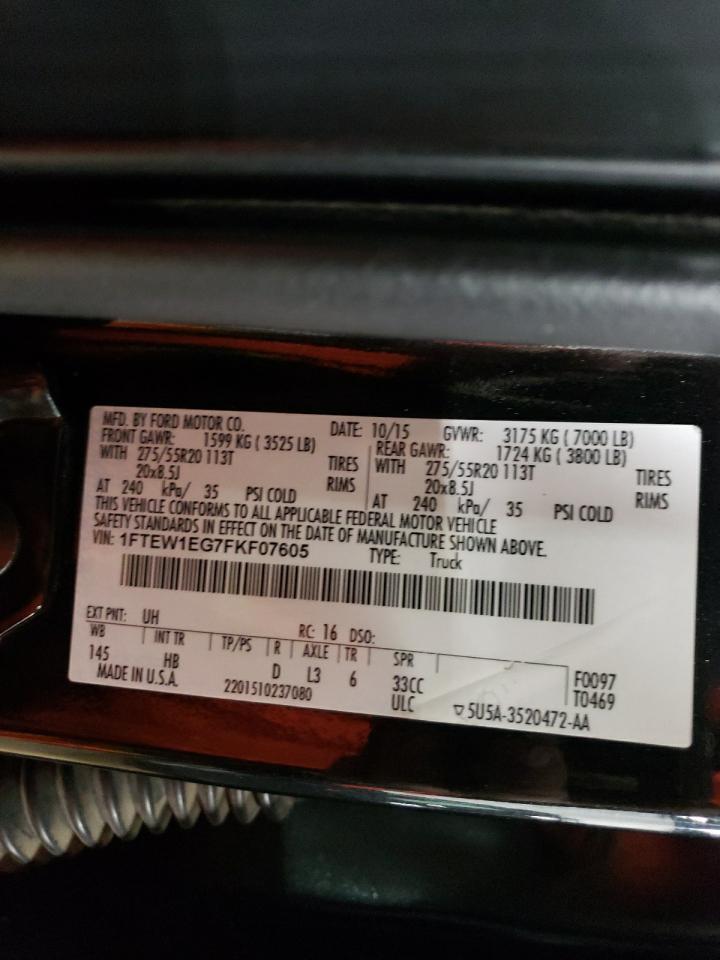 MFD. BY FORD MOTOR CO. DATE: 10/15 GVWR: 3175 KG ( 7000 LB)
FRONT GAWR: 1599 KG ( 3525 LB) REAR GAWR: 1724 KG ( 3800 LB)
WITH 275/55R20 113T TIRES WITH 275/55R20 113T TIRES
20x8.5J RIMS 20x8.5J RIMS
AT 240 kPa/ 35 PSI COLD AT 240 kPa/ 35 PSI COLD
THIS VEHICLE CONFORMS TO ALL APPLICABLE FEDERAL MOTOR VEHICLE
SAFETY STANDARDS IN EFFECT ON THE DATE OF MANUFACTURE SHOWN ABOVE.
VIN: 1FTEW1EG7FKF07605 TYPE: Truck
EXT PNT: UH RC: 16 DSO:
WB INT TR TP/PS R AXLE TR SPR
145 HB D L3 6 33CC F0097
MADE IN U.S.A. 2201510237080 ULC T0469
▽5U5A-3520472-AA